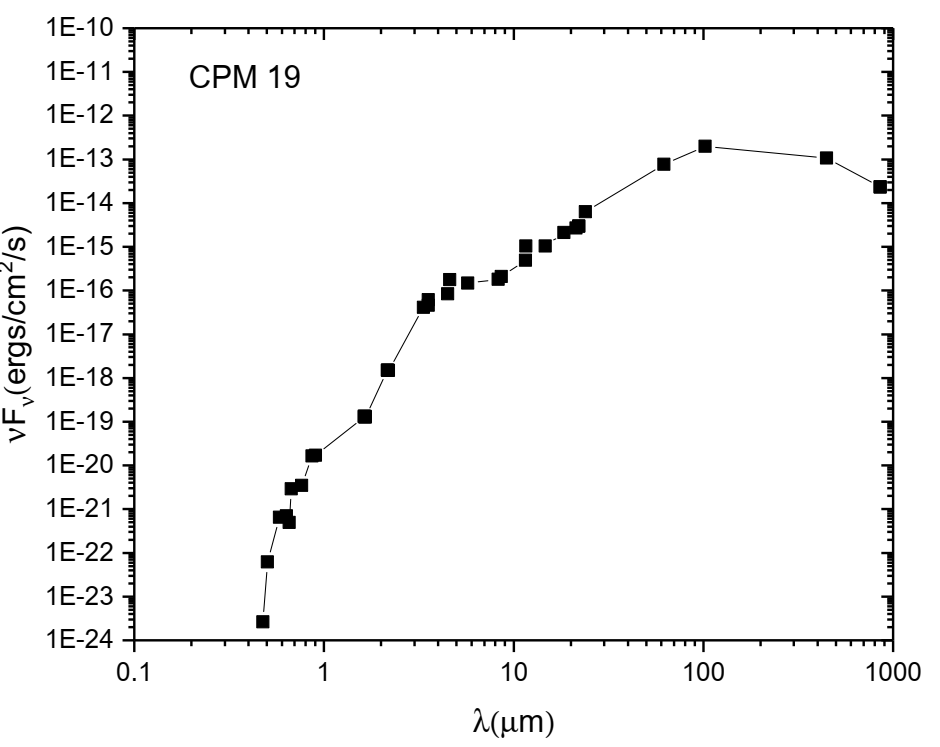 1E-10
CPM 19
1E-11
1E-12
1E-13
1E-14
1E-15
1E-16
1E-17
1E-18
1E-19
1E-20
1E-21
1E-22
1E-23
1E-24
νFν(ergs/cm²/s)
0.1 1 10 100 1000
λ(μm)